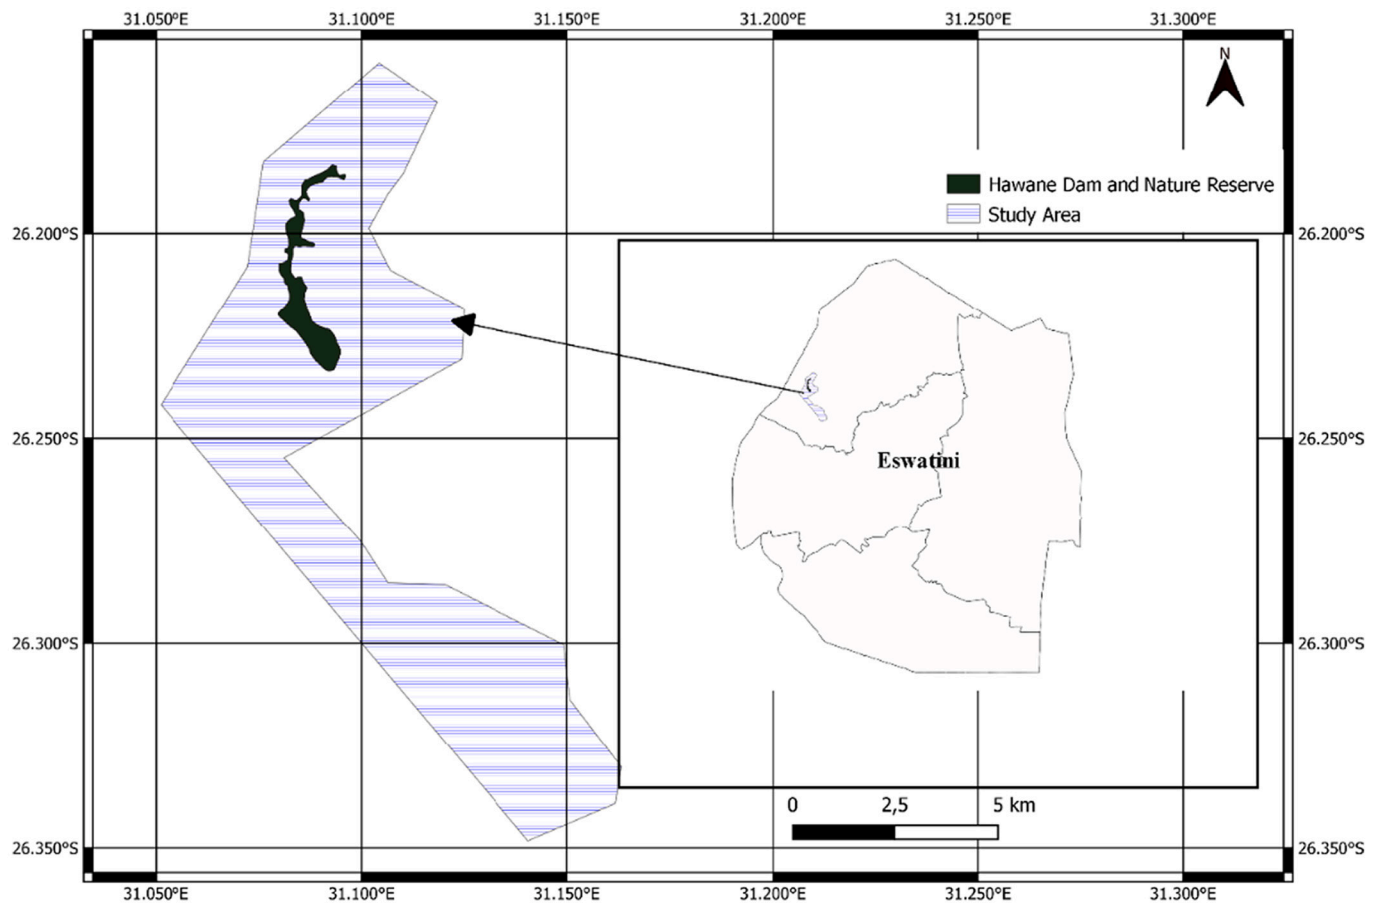 31.050°E 31.100°E 31.150°E 31.200°E 31.250°E 31.300°E
N
Hawane Dam and Nature Reserve
Study Area
26.200°S 26.200°S
26.250°S 26.250°S
Eswatini
26.300°S 26.300°S
0 2,5 5 km
26.350°S 26.350°S
31.050°E 31.100°E 31.150°E 31.200°E 31.250°E 31.300°E